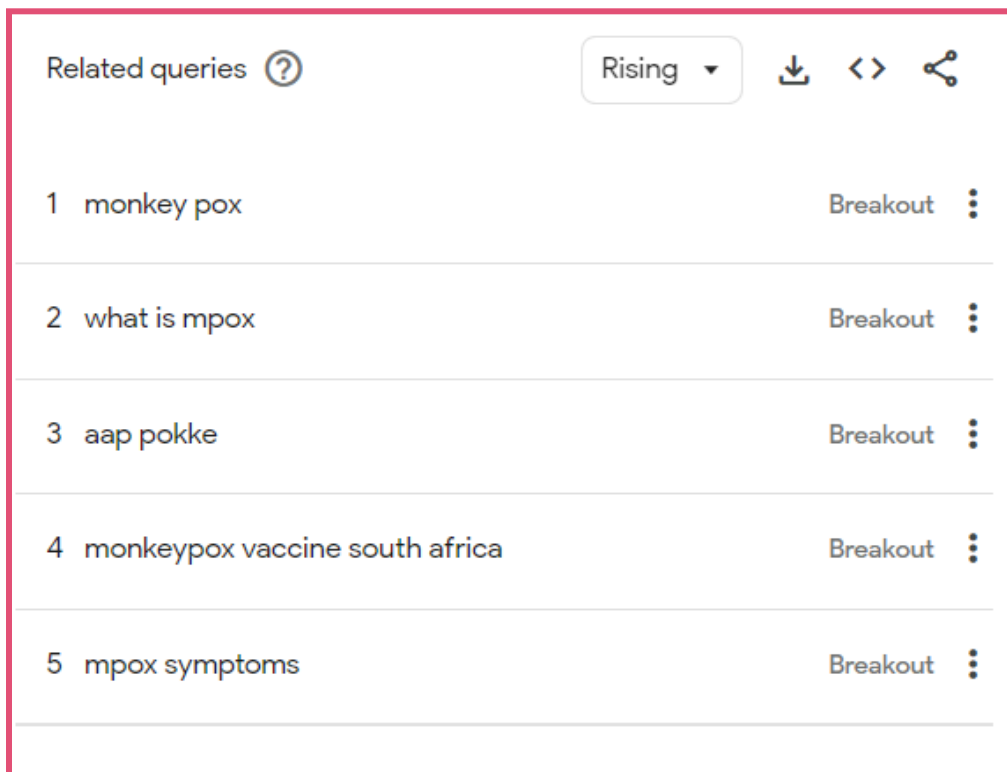 Related queries
Rising
1 monkey pox Breakout
2 what is mpox Breakout
3 aap pokke Breakout
4 monkeypox vaccine south africa Breakout
5 mpox symptoms Breakout